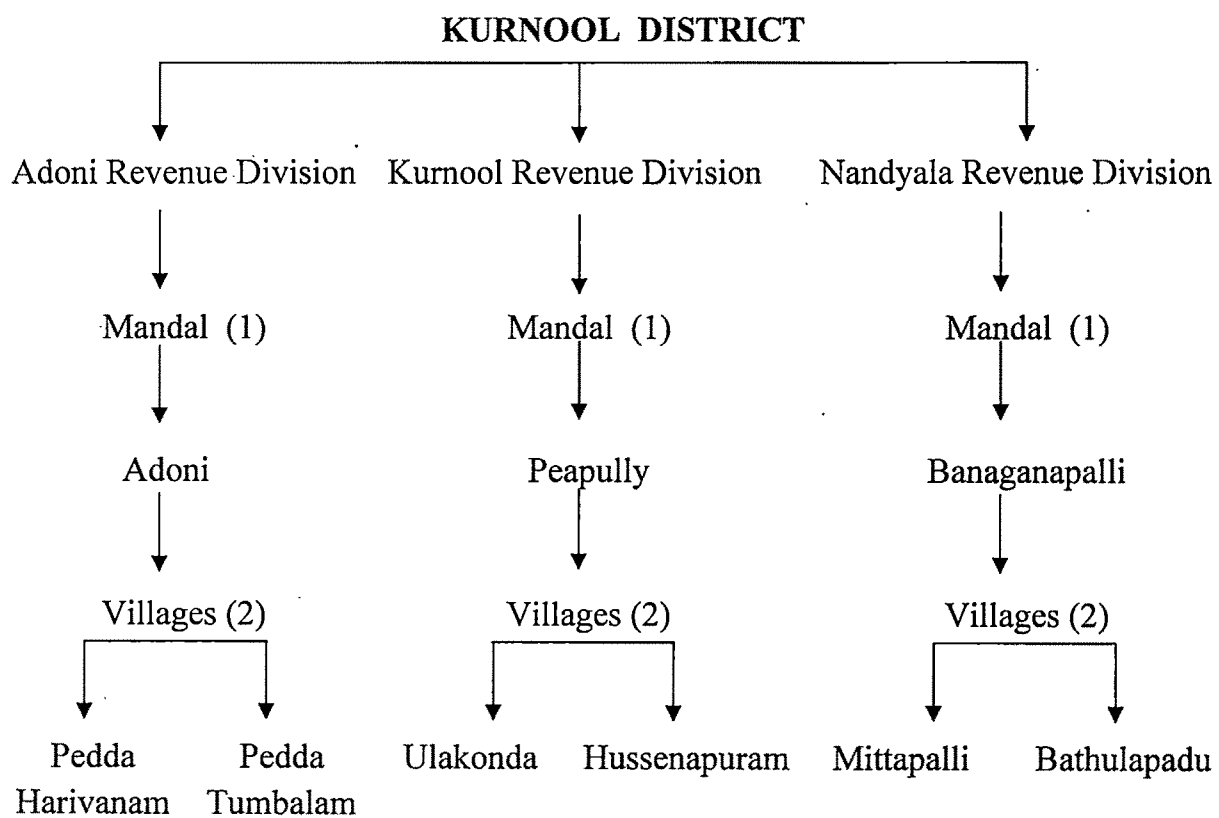 KURNOOL DISTRICT
Adoni Revenue Division Kurnool Revenue Division Nandyala Revenue Division
Mandal (1) Mandal (1) Mandal (1)
Adoni Peapully Banaganapalli
Villages (2) Villages (2) Villages (2)
Pedda Harivanam
Pedda Tumbalam
Ulakonda
Hussenapuram
Mittapalli
Bathulapadu